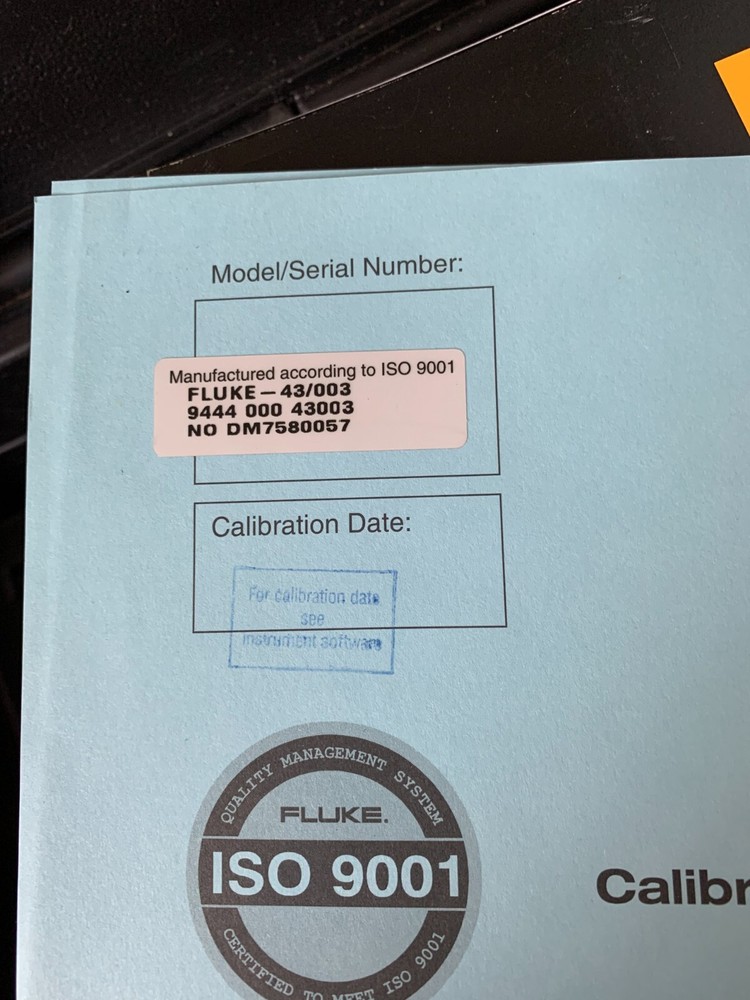 Model/Serial Number:
Manufactured according to ISO 9001
FLUKE — 43/003
9444 000 43003
NO DM7580057
Calibration Date:
For calibration date
see
instrument software
QUALITY MANAGEMENT SYSTEM
FLUKE.
ISO 9001
Calibr
CERTIFIED TO MEET ISO 9001